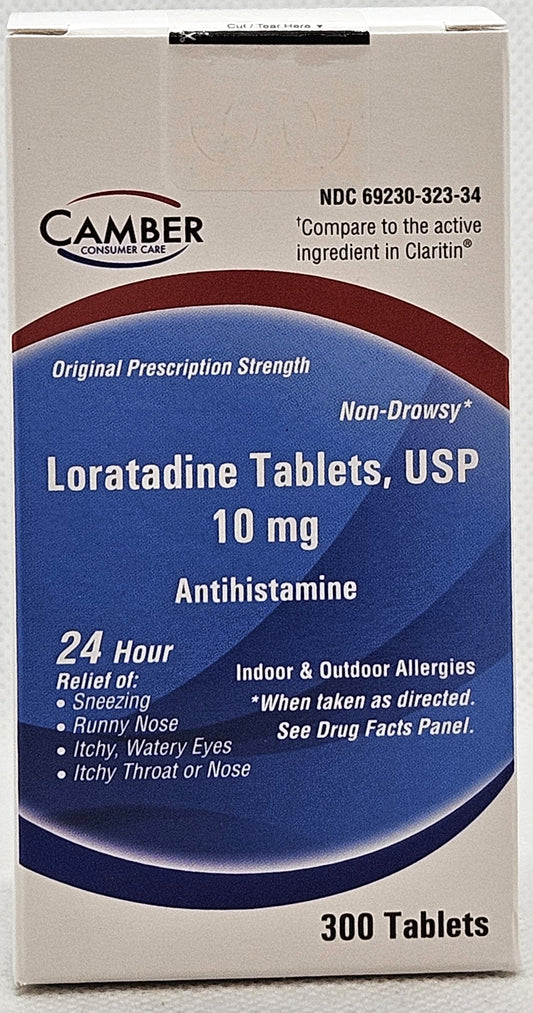 Cut / Tear Here ▼
NDC 69230-323-34
CAMBER
CONSUMER CARE
†Compare to the active
ingredient in Claritin®
Original Prescription Strength
Non-Drowsy*
Loratadine Tablets, USP
10 mg
Antihistamine
24 Hour
Relief of:
• Sneezing
• Runny Nose
• Itchy, Watery Eyes
• Itchy Throat or Nose
Indoor & Outdoor Allergies
*When taken as directed.
See Drug Facts Panel.
300 Tablets